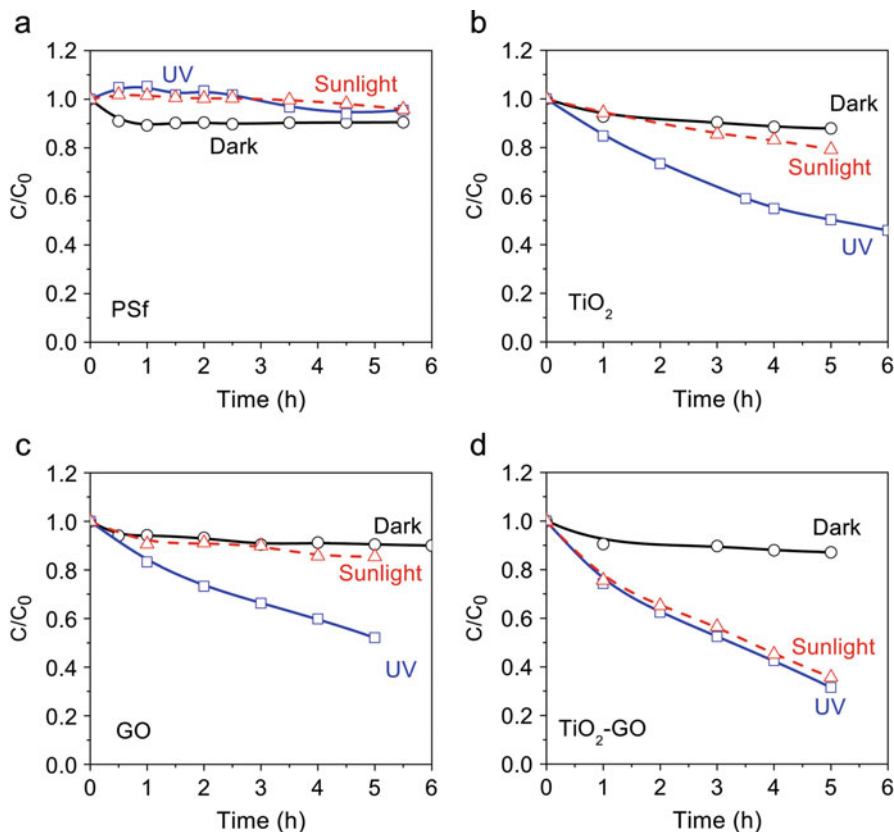 a
1.2
1.0
0.8
0.6
0.4
0.2
0.0
C/C0
UV
Sunlight
Dark
PSf
0 1 2 3 4 5 6
Time (h)
b
1.2
1.0
0.8
0.6
0.4
0.2
0.0
C/C0
Dark
Sunlight
UV
TiO2
0 1 2 3 4 5 6
Time (h)
c
1.2
1.0
0.8
0.6
0.4
0.2
0.0
C/C0
Dark
Sunlight
UV
GO
0 1 2 3 4 5 6
Time (h)
d
1.2
1.0
0.8
0.6
0.4
0.2
0.0
C/C0
Dark
Sunlight
UV
TiO2-GO
0 1 2 3 4 5 6
Time (h)